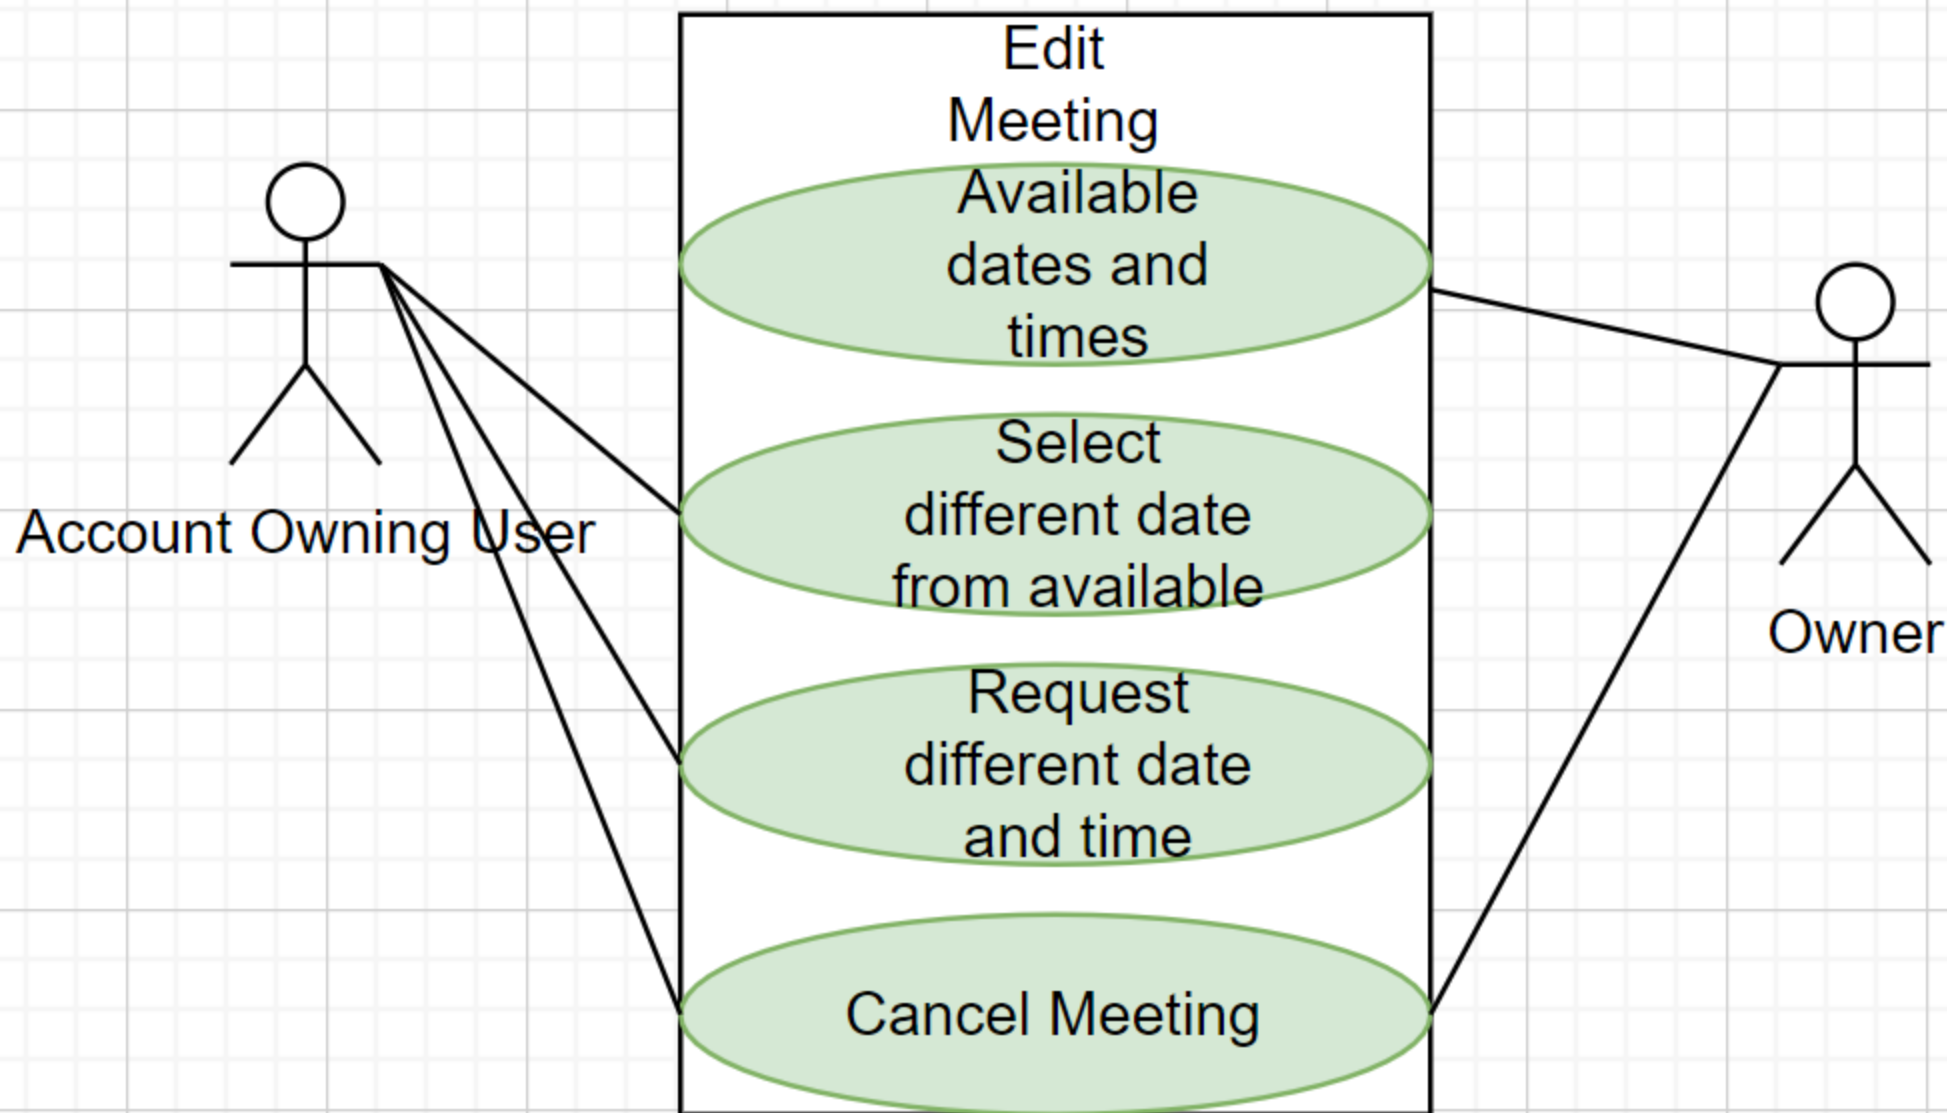 Edit
Meeting
Available
dates and
times
Select
different date
from available
Account Owning User
Request
different date
and time
Owner
Cancel Meeting